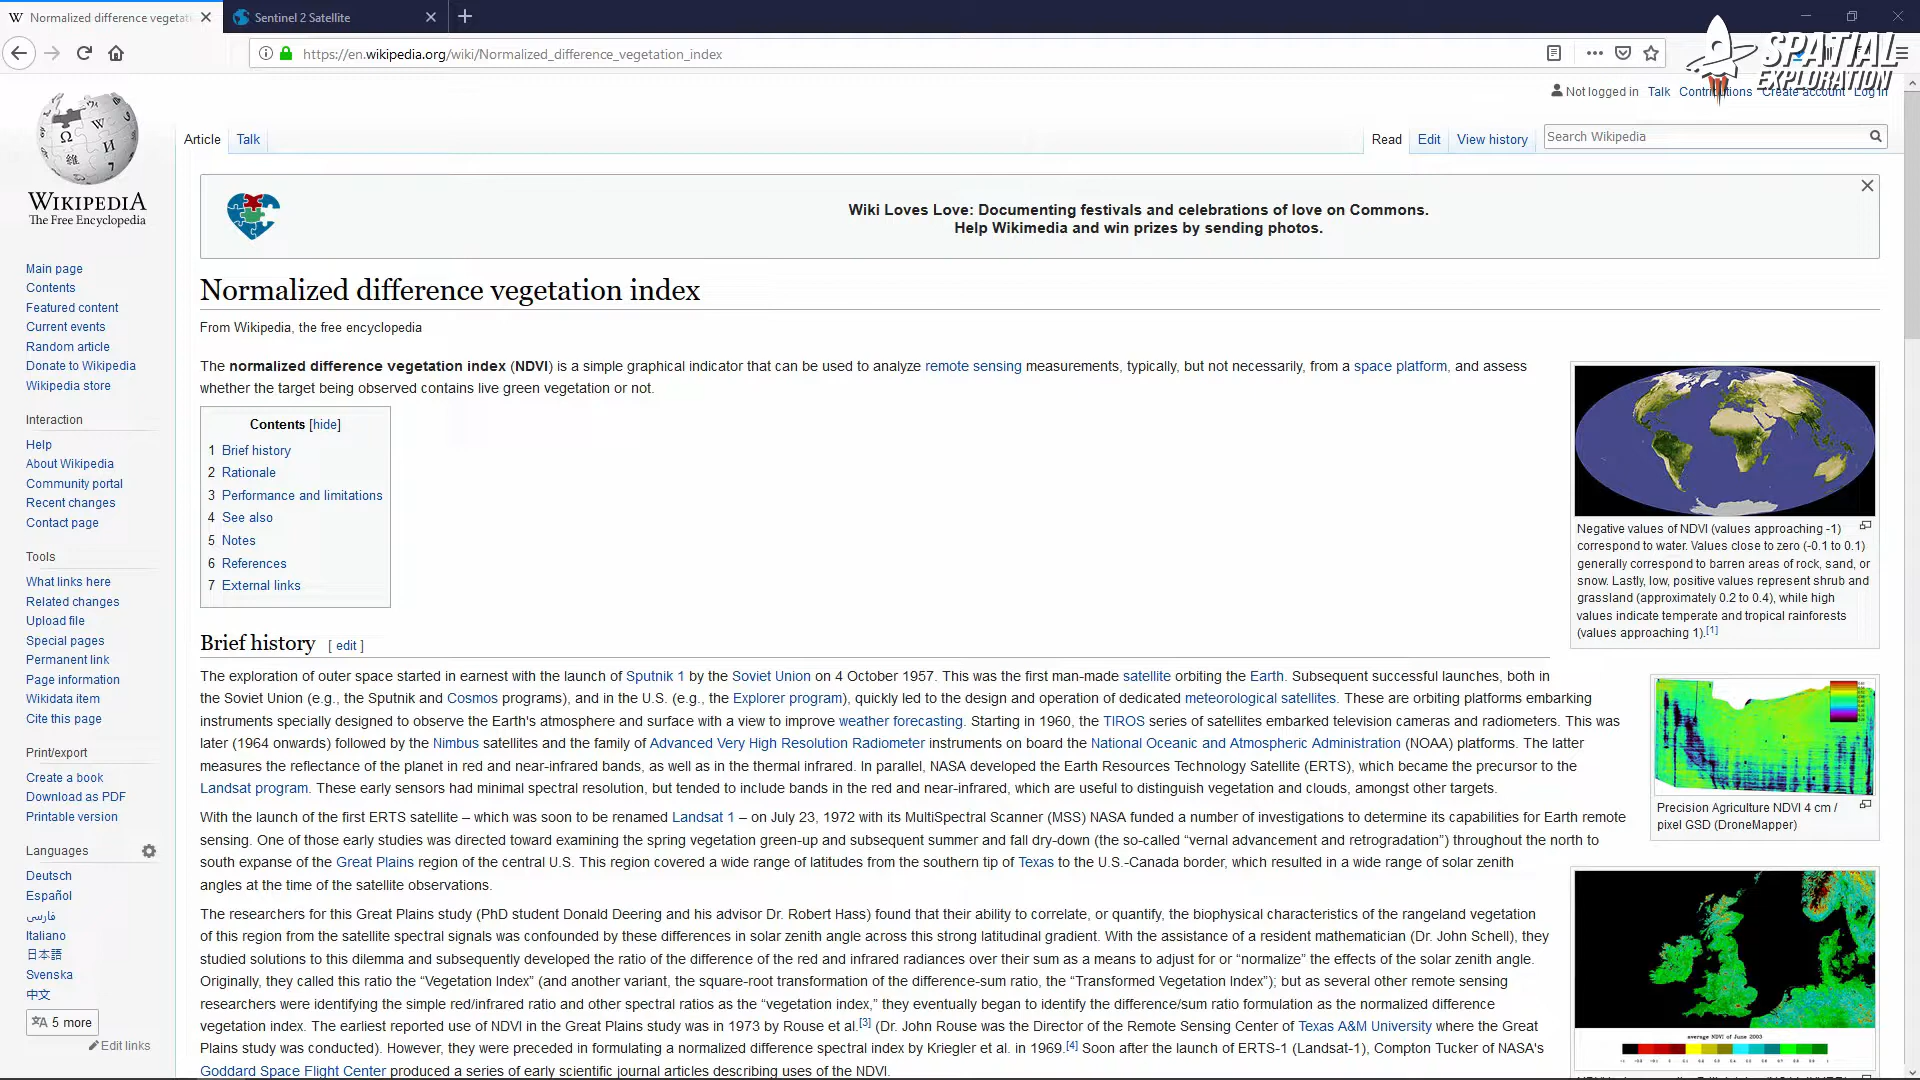 Normalized difference vegetati
Sentinel 2 Satellite
https://en.wikipedia.org/wiki/Normalized_difference_vegetation_index
SPATIAL
EXPLORATION
Not logged in Talk Contributions Create account Log in
WIKIPEDIA
The Free Encyclopedia
Article Talk
Read Edit View history Search Wikipedia
Wiki Loves Love: Documenting festivals and celebrations of love on Commons.
Help Wikimedia and win prizes by sending photos.
Main page
Contents
Featured content
Current events
Random article
Donate to Wikipedia
Wikipedia store
Interaction
Help
About Wikipedia
Community portal
Recent changes
Contact page
Tools
What links here
Related changes
Upload file
Special pages
Permanent link
Page information
Wikidata item
Cite this page
Print/export
Create a book
Download as PDF
Printable version
Languages
Deutsch
Español
فارسی
Italiano
日本語
Svenska
中文
5 more
Edit links
Normalized difference vegetation index
From Wikipedia, the free encyclopedia
The normalized difference vegetation index (NDVI) is a simple graphical indicator that can be used to analyze remote sensing measurements, typically, but not necessarily, from a space platform, and assess
whether the target being observed contains live green vegetation or not.
Contents [hide]
1 Brief history
2 Rationale
3 Performance and limitations
4 See also
5 Notes
6 References
7 External links
Negative values of NDVI (values approaching -1)
correspond to water. Values close to zero (-0.1 to 0.1)
generally correspond to barren areas of rock, sand, or
snow. Lastly, low, positive values represent shrub and
grassland (approximately 0.2 to 0.4), while high
values indicate temperate and tropical rainforests
(values approaching 1).[1]
Brief history [ edit ]
The exploration of outer space started in earnest with the launch of Sputnik 1 by the Soviet Union on 4 October 1957. This was the first man-made satellite orbiting the Earth. Subsequent successful launches, both in
the Soviet Union (e.g., the Sputnik and Cosmos programs), and in the U.S. (e.g., the Explorer program), quickly led to the design and operation of dedicated meteorological satellites. These are orbiting platforms embarking
instruments specially designed to observe the Earth's atmosphere and surface with a view to improve weather forecasting. Starting in 1960, the TIROS series of satellites embarked television cameras and radiometers. This was
later (1964 onwards) followed by the Nimbus satellites and the family of Advanced Very High Resolution Radiometer instruments on board the National Oceanic and Atmospheric Administration (NOAA) platforms. The latter
measures the reflectance of the planet in red and near-infrared bands, as well as in the thermal infrared. In parallel, NASA developed the Earth Resources Technology Satellite (ERTS), which became the precursor to the
Landsat program. These early sensors had minimal spectral resolution, but tended to include bands in the red and near-infrared, which are useful to distinguish vegetation and clouds, amongst other targets.
With the launch of the first ERTS satellite – which was soon to be renamed Landsat 1 – on July 23, 1972 with its MultiSpectral Scanner (MSS) NASA funded a number of investigations to determine its capabilities for Earth remote
sensing. One of those early studies was directed toward examining the spring vegetation green-up and subsequent summer and fall dry-down (the so-called “vernal advancement and retrogradation”) throughout the north to
south expanse of the Great Plains region of the central U.S. This region covered a wide range of latitudes from the southern tip of Texas to the U.S.-Canada border, which resulted in a wide range of solar zenith
angles at the time of the satellite observations.
The researchers for this Great Plains study (PhD student Donald Deering and his advisor Dr. Robert Hass) found that their ability to correlate, or quantify, the biophysical characteristics of the rangeland vegetation
of this region from the satellite spectral signals was confounded by these differences in solar zenith angle across this strong latitudinal gradient. With the assistance of a resident mathematician (Dr. John Schell), they
studied solutions to this dilemma and subsequently developed the ratio of the difference of the red and infrared radiances over their sum as a means to adjust for or “normalize” the effects of the solar zenith angle.
Originally, they called this ratio the “Vegetation Index” (and another variant, the square-root transformation of the difference-sum ratio, the “Transformed Vegetation Index”); but as several other remote sensing
researchers were identifying the simple red/infrared ratio and other spectral ratios as the “vegetation index,” they eventually began to identify the difference/sum ratio formulation as the normalized difference
vegetation index. The earliest reported use of NDVI in the Great Plains study was in 1973 by Rouse et al.[3] (Dr. John Rouse was the Director of the Remote Sensing Center of Texas A&M University where the Great
Plains study was conducted). However, they were preceded in formulating a normalized difference spectral index by Kriegler et al. in 1969.[4] Soon after the launch of ERTS-1 (Landsat-1), Compton Tucker of NASA's
Goddard Space Flight Center produced a series of early scientific journal articles describing uses of the NDVI.
Precision Agriculture NDVI 4 cm /
pixel GSD (DroneMapper)
average NDVI of June 2003